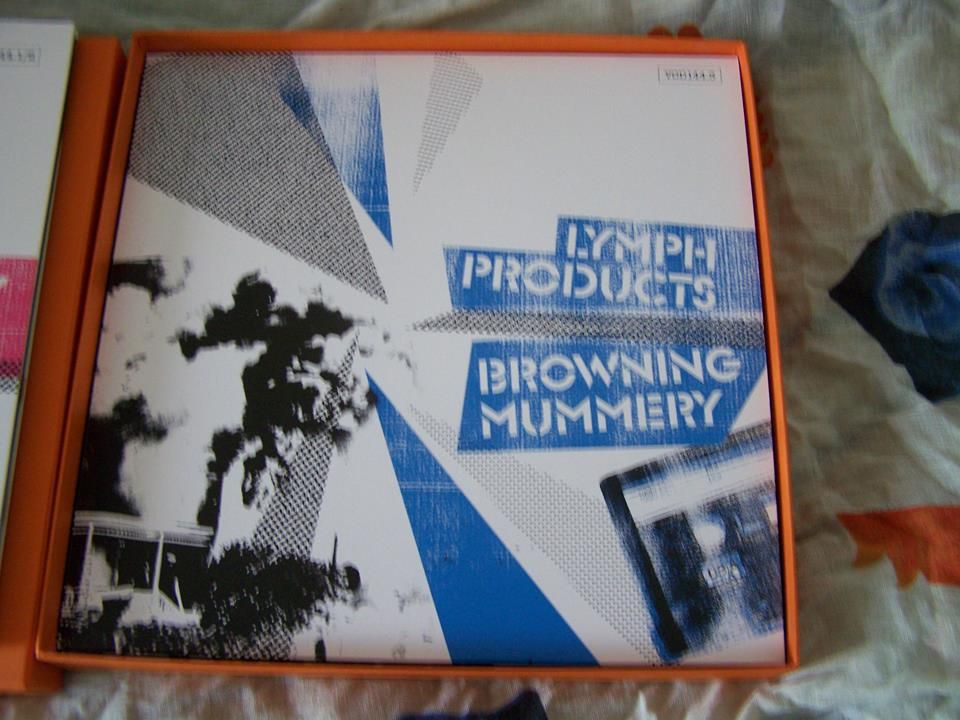 LYMPH
PRODUCTS
BROWNING
MUMMERY